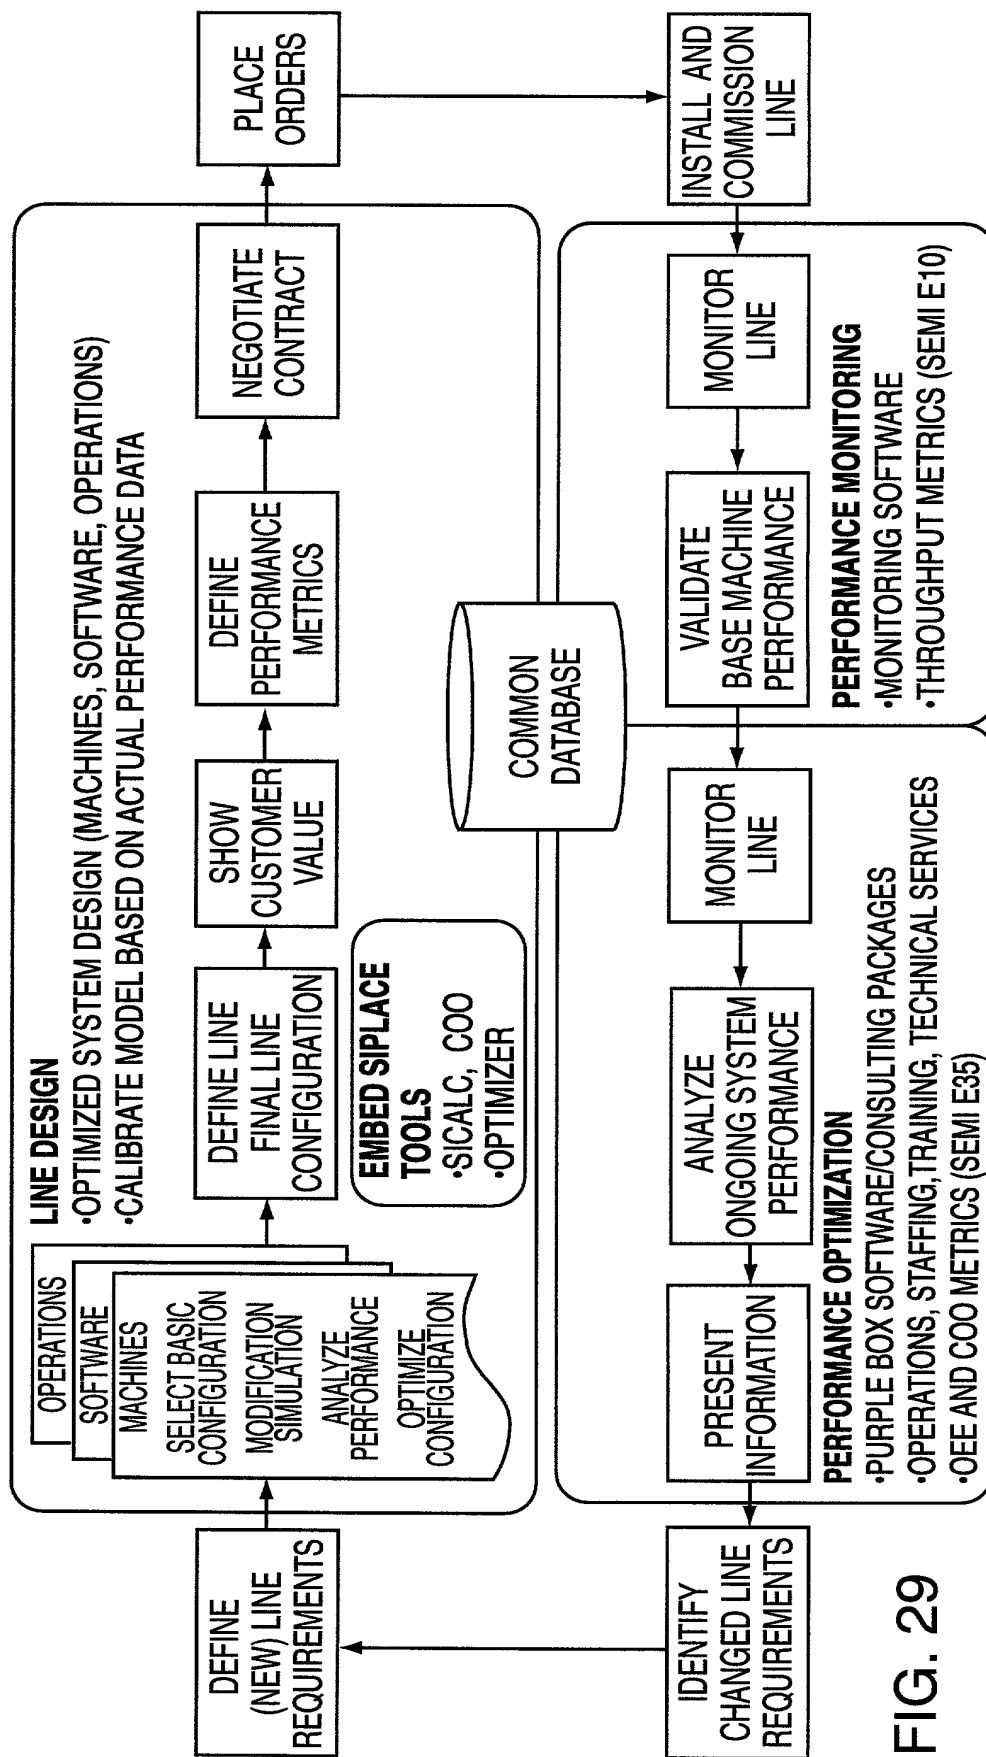 LINE DESIGN
•OPTIMIZED SYSTEM DESIGN (MACHINES, SOFTWARE, OPERATIONS)
•CALIBRATE MODEL BASED ON ACTUAL PERFORMANCE DATA
DEFINE
(NEW) LINE
REQUIREMENTS
OPERATIONS
SOFTWARE
MACHINES
SELECT BASIC
CONFIGURATION
MODIFICATION
SIMULATION
ANALYZE
PERFORMANCE
OPTIMIZE
CONFIGURATION
DEFINE LINE
FINAL LINE
CONFIGURATION
SHOW
CUSTOMER
VALUE
DEFINE
PERFORMANCE
METRICS
NEGOTIATE
CONTRACT
PLACE
ORDERS
EMBED SIPLACE
TOOLS
•SICALC, COO
•OPTIMIZER
COMMON
DATABASE
INSTALL AND
COMMISSION
LINE
MONITOR
LINE
VALIDATE
BASE MACHINE
PERFORMANCE
PERFORMANCE MONITORING
•MONITORING SOFTWARE
•THROUGHPUT METRICS (SEMI E10)
MONITOR
LINE
ANALYZE
ONGOING SYSTEM
PERFORMANCE
PRESENT
INFORMATION
PERFORMANCE OPTIMIZATION
•PURPLE BOX SOFTWARE/CONSULTING PACKAGES
•OPERATIONS, STAFFING, TRAINING, TECHNICAL SERVICES
•OEE AND COO METRICS (SEMI E35)
IDENTIFY
CHANGED LINE
REQUIREMENTS
FIG. 29